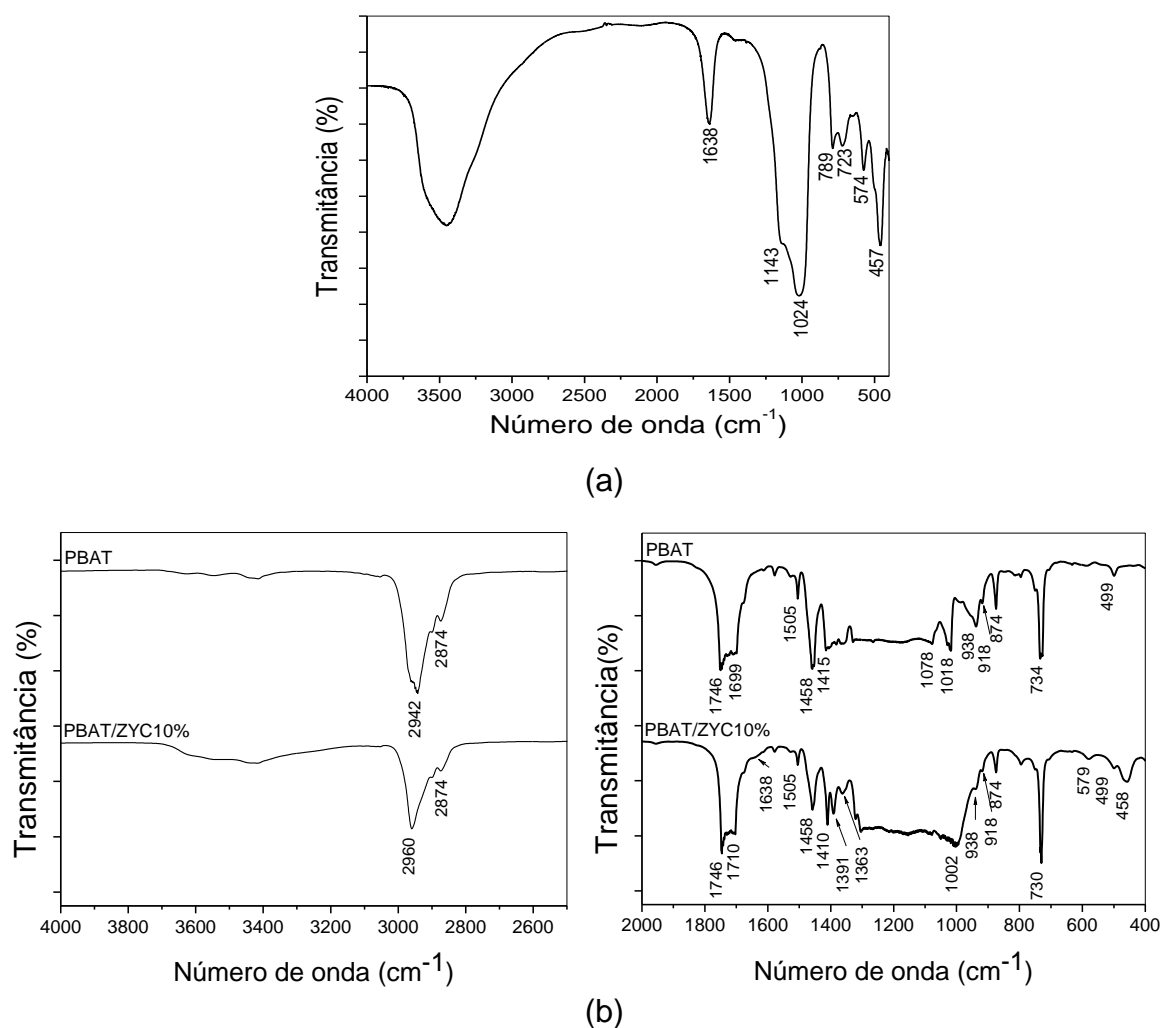 Transmitância (%)
1638
1143
1024
789
723
574
457
4000 3500 3000 2500 2000 1500 1000 500
Número de onda (cm-1)
(a)
PBAT
2942
2874
PBAT/ZYC10%
2960
2874
Transmitância (%)
4000 3800 3600 3400 3200 3000 2800 2600
Número de onda (cm-1)
PBAT
1746
1699
1505
1458
1415
1078
1018
938
918
874
734
499
PBAT/ZYC10%
1746
1710
1638
1505
1458
1410
1391
1363
1002
938
918
874
730
579
499
458
Transmitância(%)
2000 1800 1600 1400 1200 1000 800 600 400
Número de onda (cm-1)
(b)